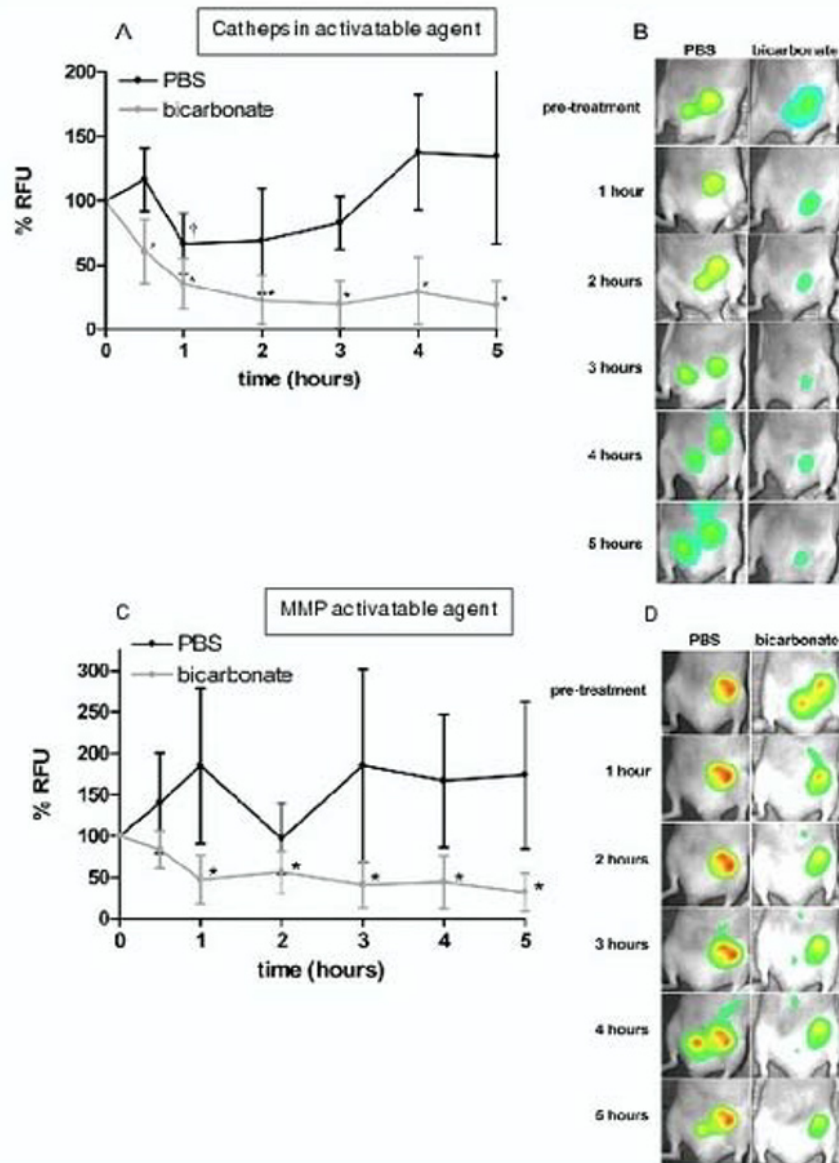 A
Cathepsin activatable agent
PBS
bicarbonate
% RFU
200
150
100
50
0
0 1 2 3 4 5
time (hours)
B
PBS bicarbonate
pre-treatment
1 hour
2 hours
3 hours
4 hours
5 hours
C
MMP activatable agent
PBS
bicarbonate
% RFU
300
250
200
150
100
50
0
0 1 2 3 4 5
time (hours)
D
PBS bicarbonate
pre-treatment
1 hour
2 hours
3 hours
4 hours
5 hours